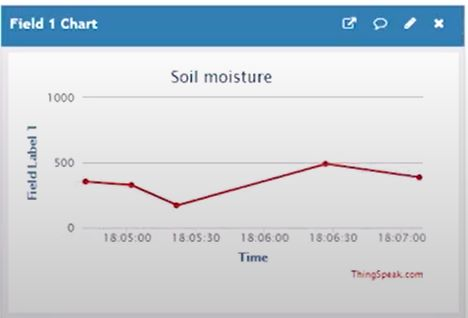 Field 1 Chart
Soil moisture
Field Label 1
1000
500
0
18:05:00 18:05:30 18:06:00 18:06:30 18:07:00
Time
ThingSpeak.com